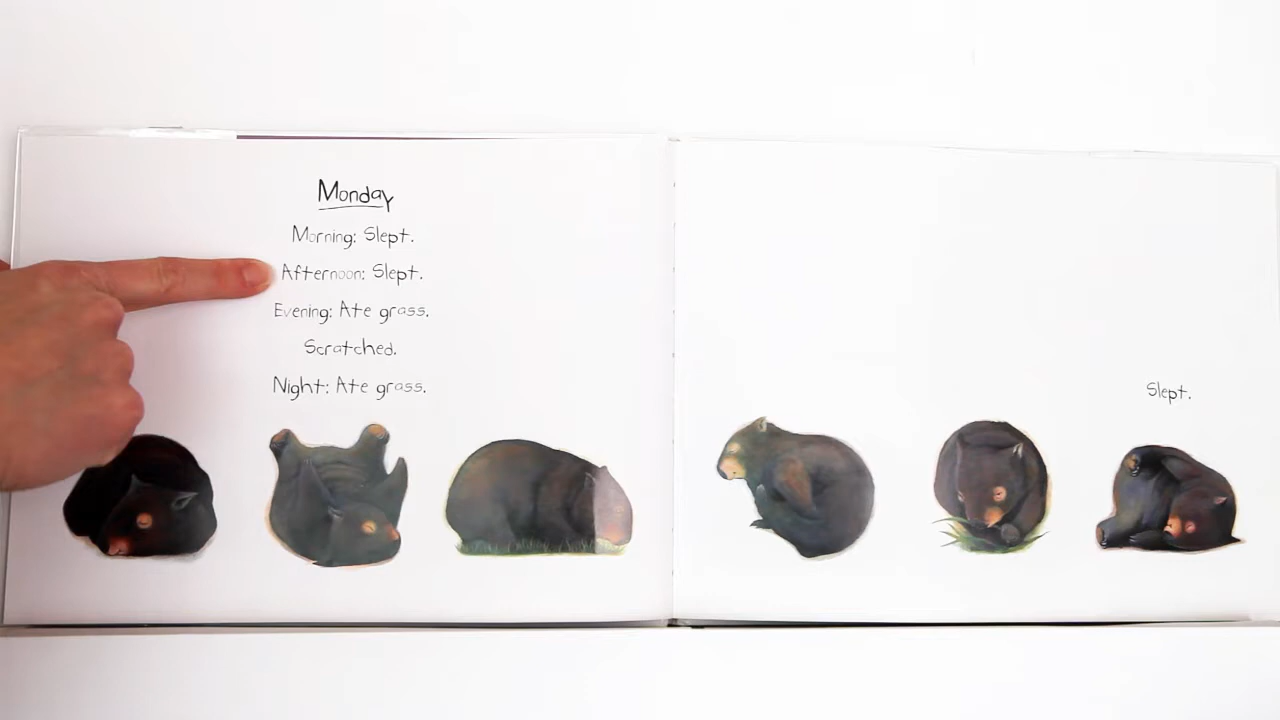 Monday
Morning: Slept.
Afternoon: Slept.
Evening: Ate grass.
Scratched.
Night: Ate grass.
Slept.